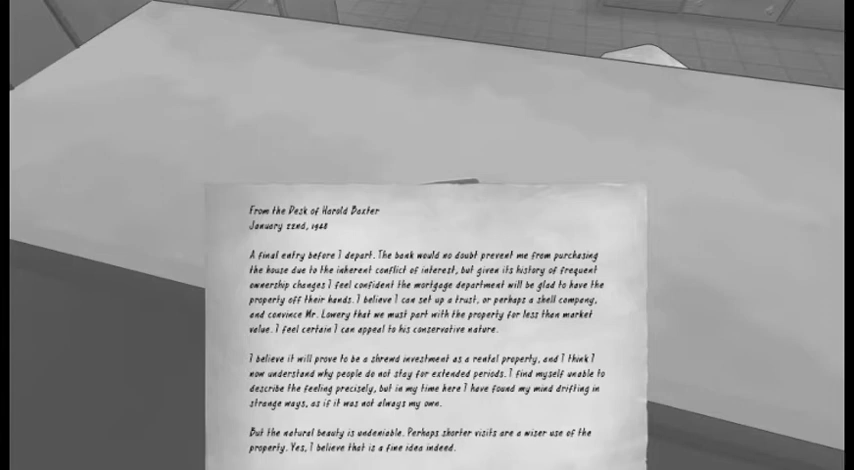 From the Desk of Harold Baxter
January 22nd, 1948
A final entry before I depart. The bank would no doubt prevent me from purchasing
the house due to the inherent conflict of interest, but given its history of frequent
ownership changes I feel confident the mortgage department will be glad to have the
property off their hands. I believe I can set up a trust, or perhaps a shell company,
and convince Mr. Lowery that we must part with the property for less than market
value. I feel certain I can appeal to his conservative nature.
I believe it will prove to be a shrewd investment as a rental property, and I think I
now understand why people do not stay for extended periods. I find myself unable to
describe the feeling precisely, but in my time here I have found my mind drifting in
strange ways, as if it was not always my own.
But the natural beauty is undeniable. Perhaps shorter visits are a wiser use of the
property. Yes, I believe that is a fine idea indeed.